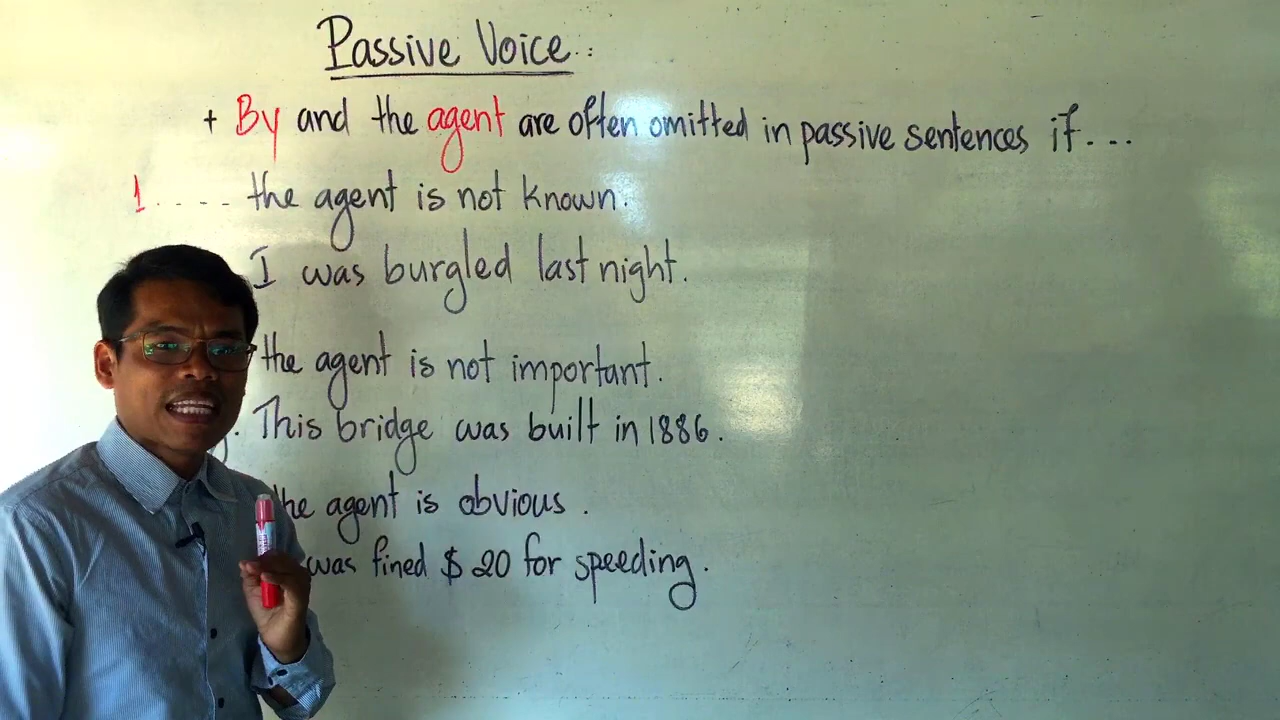 Passive Voice :
+ By and the agent are often omitted in passive sentences if...
1 .... the agent is not known.
I was burgled last night.
the agent is not important.
. This bridge was built in 1886.
the agent is obvious.
was fined $20 for speeding.